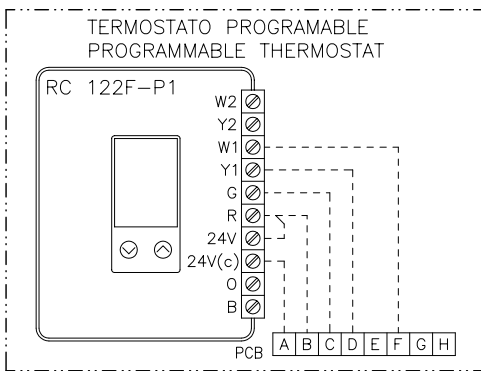 TERMOSTATO PROGRAMABLE
PROGRAMMABLE THERMOSTAT
RC 122F-P1
W2
Y2
W1
Y1
G
R
24V
24V(c)
O
B
PCB A B C D E F G H